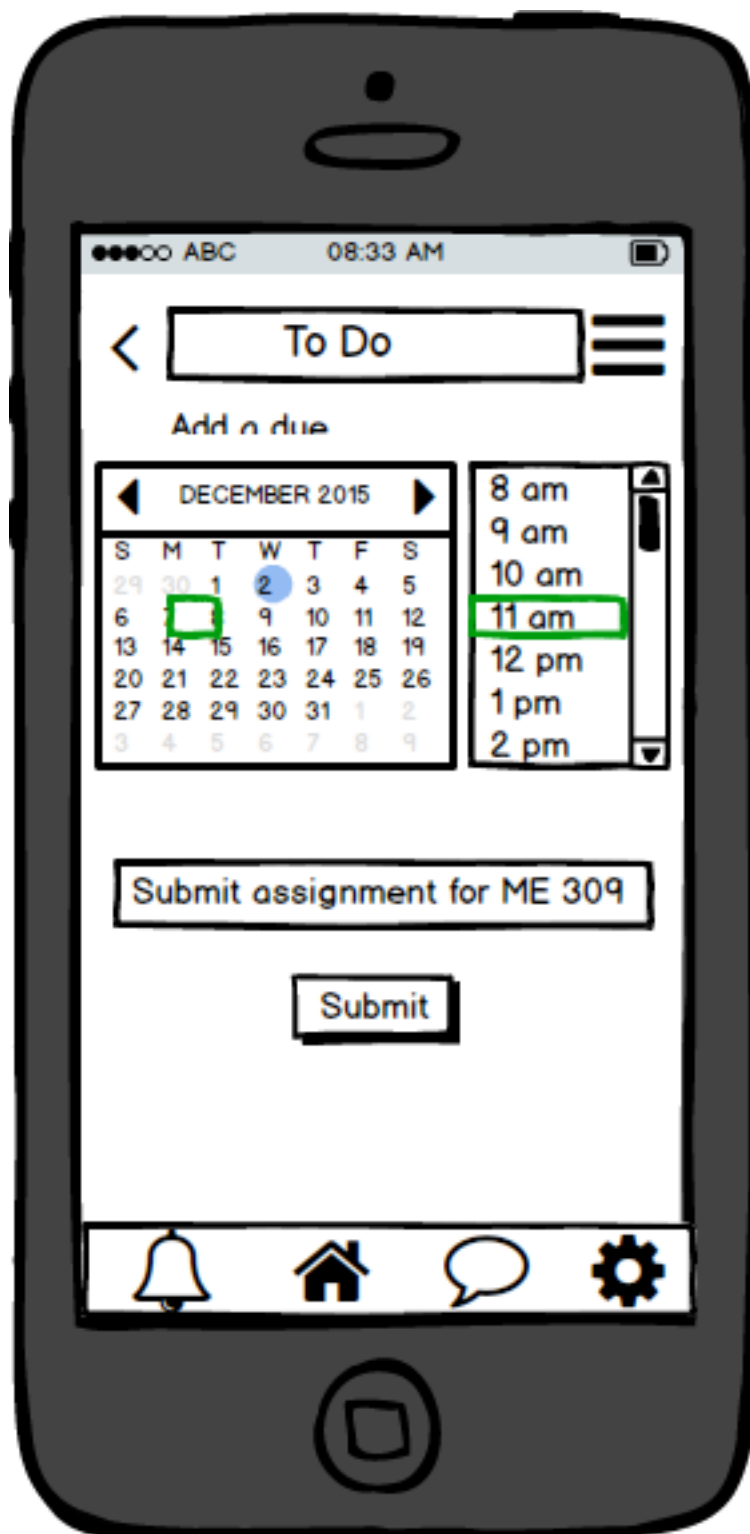 ABC 08:33 AM
To Do
Add a due
DECEMBER 2015
S M T W T F S
29 30 1 2 3 4 5
6 7 8 9 10 11 12
13 14 15 16 17 18 19
20 21 22 23 24 25 26
27 28 29 30 31 1 2
3 4 5 6 7 8 9
8 am
9 am
10 am
11 am
12 pm
1 pm
2 pm
Submit assignment for ME 309
Submit